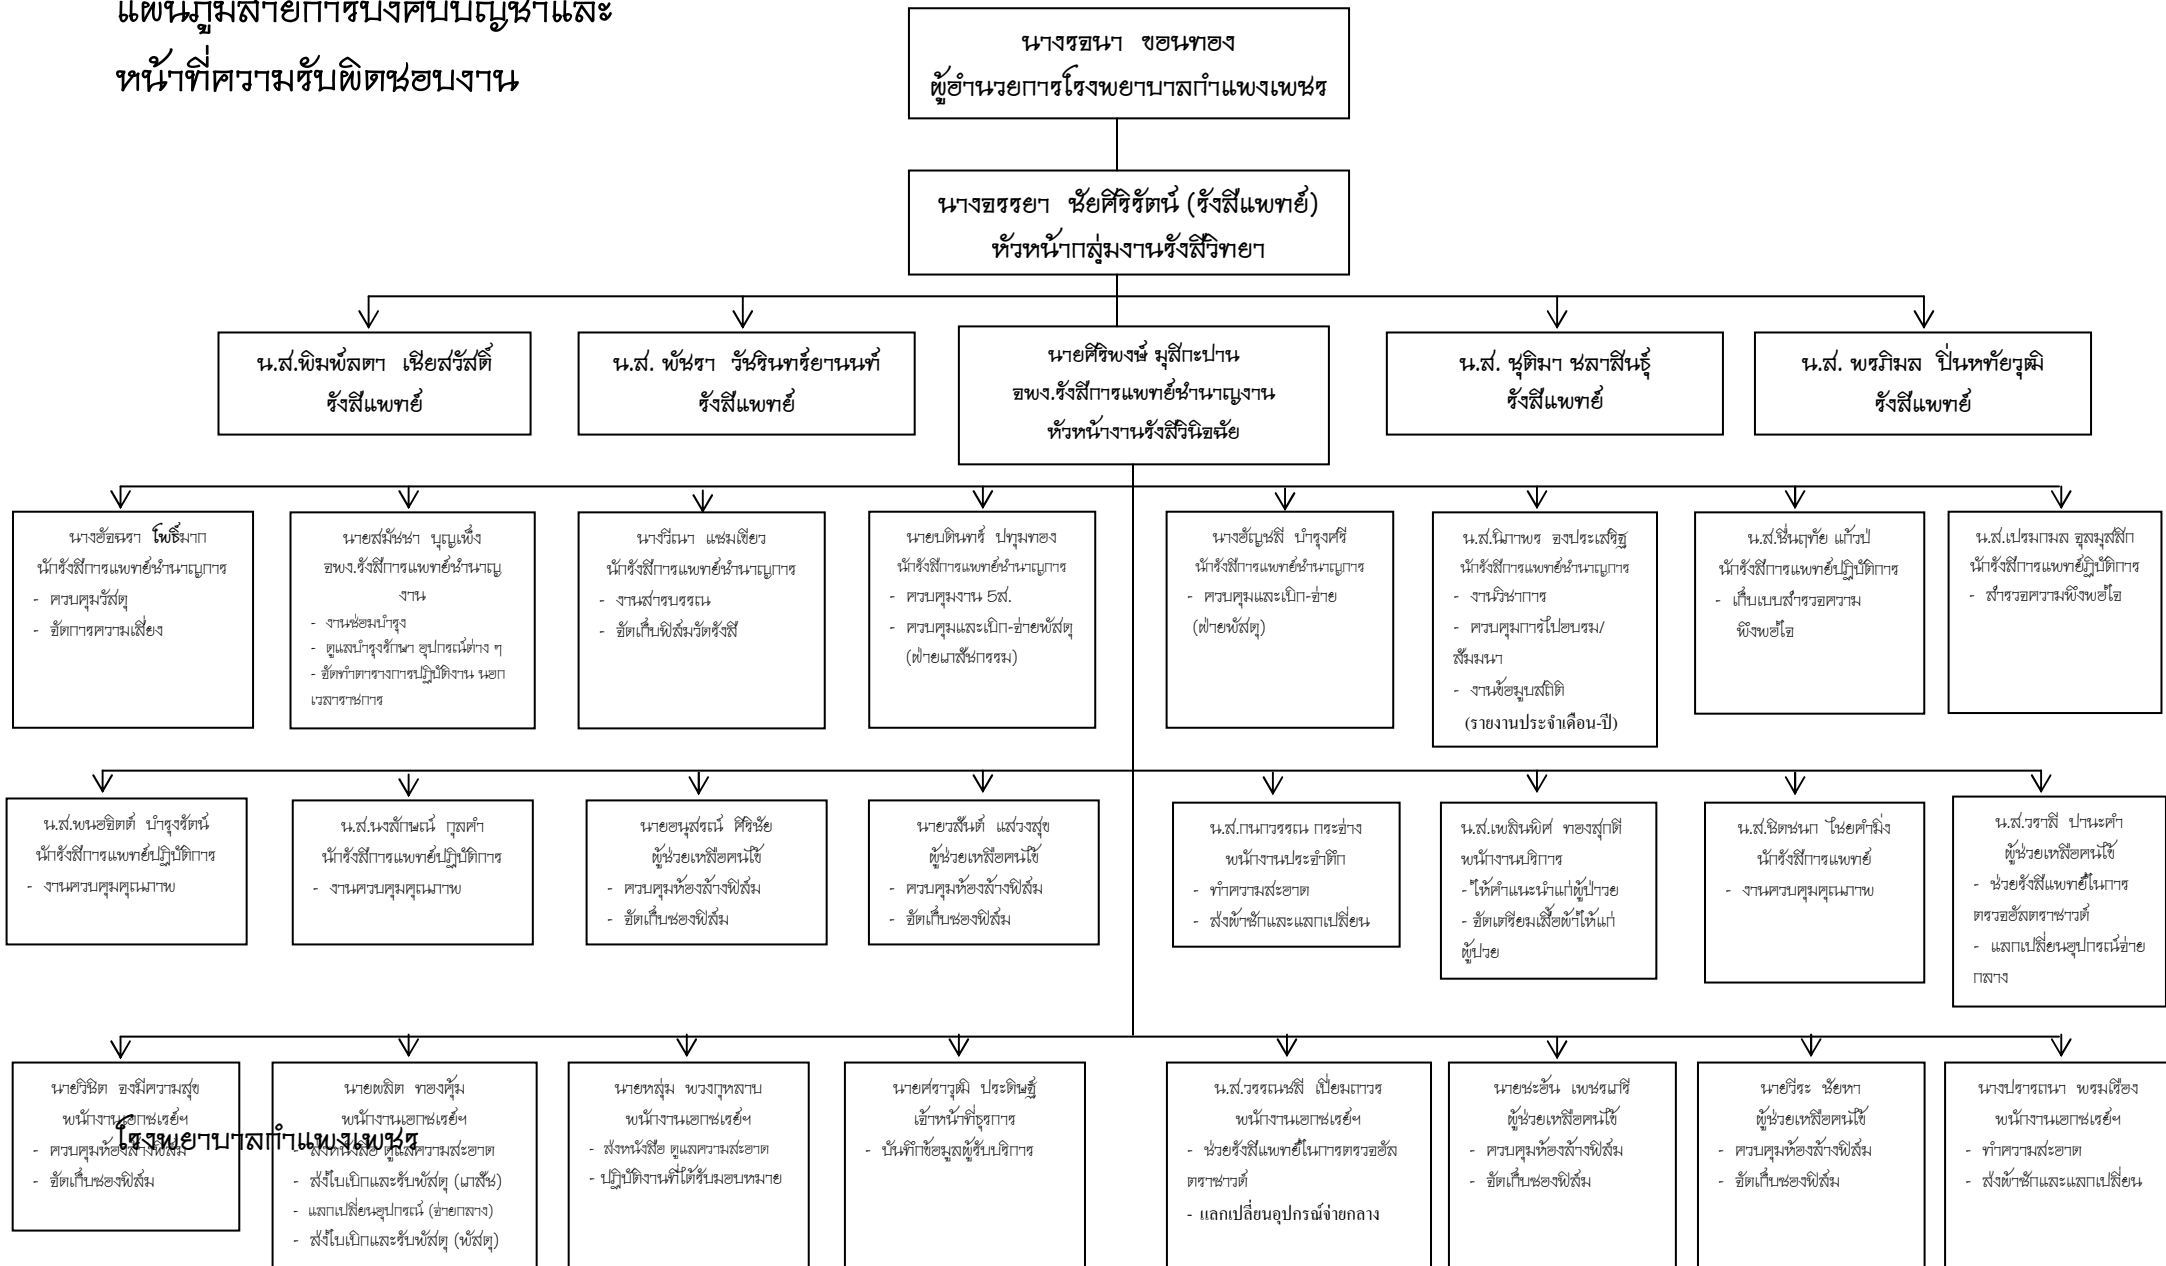 แผนภูมิสายการบังคับบัญชาและ
หน้าที่ความรับผิดชอบงาน
นางรจนา ขอนทอง
ผู้อำนวยการโรงพยาบาลกำแพงเพชร
นางจรรยา ชัยศิริรัตน์ (รังสีแพทย์)
หัวหน้ากลุ่มงานรังสีวิทยา
น.ส.พิมพ์ลดา เชียสวัสดิ์
รังสีแพทย์
น.ส. พัชรา วัชรินทร์ยานนท์
รังสีแพทย์
นายศิริพงษ์ มุสิกะปาน
จพง.รังสีการแพทย์ชำนาญงาน
หัวหน้างานรังสีวินิจฉัย
น.ส. ชุติมา ชลาสินธุ์
รังสีแพทย์
น.ส. พรภิมล ปิ่นหทัยวุฒิ
รังสีแพทย์
นางอัจฉรา โพธิ์มาก
นักรังสีการแพทย์ชำนาญการ
- ควบคุมวัสดุ
- จัดการความเสี่ยง
นายสมัชชา บุญเพิ่ง
จพง.รังสีการแพทย์ชำนาญ
งาน
- งานซ่อมบำรุง
- ดูแลบำรุงรักษา อุปกรณ์ต่าง ๆ
- จัดทำตารางการปฏิบัติงาน นอก
เวลาราชการ
นางวีณา แซมเขียว
นักรังสีการแพทย์ชำนาญการ
- งานสารบรรณ
- จัดเก็บฟิล์มวัดรังสี
นายบดินทร์ ปทุมทอง
นักรังสีการแพทย์ชำนาญการ
- ควบคุมงาน 5ส.
- ควบคุมและเบิก-จ่ายพัสดุ
(ฝ่ายเภสัชกรรม)
นางอัญชลี บำรุงศรี
นักรังสีการแพทย์ชำนาญการ
- ควบคุมและเบิก-จ่าย
(ฝ่ายพัสดุ)
น.ส.นิภาพร จงประเสริฐ
นักรังสีการแพทย์ชำนาญการ
- งานวิชาการ
- ควบคุมการไปอบรม/
สัมมนา
- งานข้อมูลสถิติ
(รายงานประจำเดือน-ปี)
น.ส.ชื่นฤทัย แก้วป่
นักรังสีการแพทย์ปฏิบัติการ
- เก็บแบบสำรวจความ
พึงพอใจ
น.ส.เปรมกมล จุลมุสสิก
นักรังสีการแพทย์ปฏิบัติการ
- สำรวจความพึงพอใจ
น.ส.พนอจิตต์ บำรุงรัตน์
นักรังสีการแพทย์ปฏิบัติการ
- งานควบคุมคุณภาพ
น.ส.นงลักษณ์ กุลคำ
นักรังสีการแพทย์ปฏิบัติการ
- งานควบคุมคุณภาพ
นายอนุสรณ์ ศิริชัย
ผู้ช่วยเหลือคนไข้
- ควบคุมห้องล้างฟิล์ม
- จัดเก็บซองฟิล์ม
นายวสันต์ แสวงสุข
ผู้ช่วยเหลือคนไข้
- ควบคุมห้องล้างฟิล์ม
- จัดเก็บซองฟิล์ม
น.ส.กนกวรรณ กระจ่าง
พนักงานประจำตึก
- ทำความสะอาด
- ส่งผ้าซักและแลกเปลี่ยน
น.ส.เพลินพิศ ทองสุกดี
พนักงานบริการ
- ให้คำแนะนำแก่ผู้ป่าวย
- จัดเตรียมเสื้อผ้าให้แก่
ผู้ปวย
น.ส.ชิตชนก ไชยคำมิ่ง
นักรังสีการแพทย์
- งานควบคุมคุณภาพ
น.ส.วราลี ปานะคำ
ผู้ช่วยเหลือคนไข้
- ช่วยรังสีแพทย์ในการ
ตรวจอัลตราซาวด์
- แลกเปลี่ยนอุปกรณ์จ่าย
กลาง
นายวิชิต จงมีความสุข
พนักงานเอกซเรย์ฯ
- ควบคุมห้องล้างฟิล์ม
- จัดเก็บซองฟิล์ม
โรงพยาบาลกำแพงเพชร
นายผลิต ทองคุ้ม
พนักงานเอกซเรย์ฯ
- ส่งหนังสือ ดูแลความสะอาด
- ส่งใบเบิกและรับพัสดุ (เภสัช)
- แลกเปลี่ยนอุปกรณ์ (จ่ายกลาง)
- ส่งใบเบิกและรับพัสดุ (พัสดุ)
นายหลุ่ม พวงกุหลาบ
พนักงานเอกซเรย์ฯ
- ส่งหนังสือ ดูแลความสะอาด
- ปฏิบัติงานที่ได้รับมอบหมาย
นายศราวุฒิ ประดิษฐ์
เจ้าหน้าที่ธุรการ
- บันทึกข้อมูลผู้รับบริการ
น.ส.วรรณชลี เปี่ยมถาวร
พนักงานเอกซเรย์ฯ
- ช่วยรังสีแพทย์ในการตรวจอัล
ตราซาวด์
- แลกเปลี่ยนอุปกรณ์จ่ายกลาง
นายชะอ้น เพชรเภรี
ผู้ช่วยเหลือคนไข้
- ควบคุมห้องล้างฟิล์ม
- จัดเก็บซองฟิล์ม
นายวีระ ชัยหา
ผู้ช่วยเหลือคนไข้
- ควบคุมห้องล้างฟิล์ม
- จัดเก็บซองฟิล์ม
นางปรารถนา พรมเรือง
พนักงานเอกซเรย์ฯ
- ทำความสะอาด
- ส่งผ้าซักและแลกเปลี่ยน